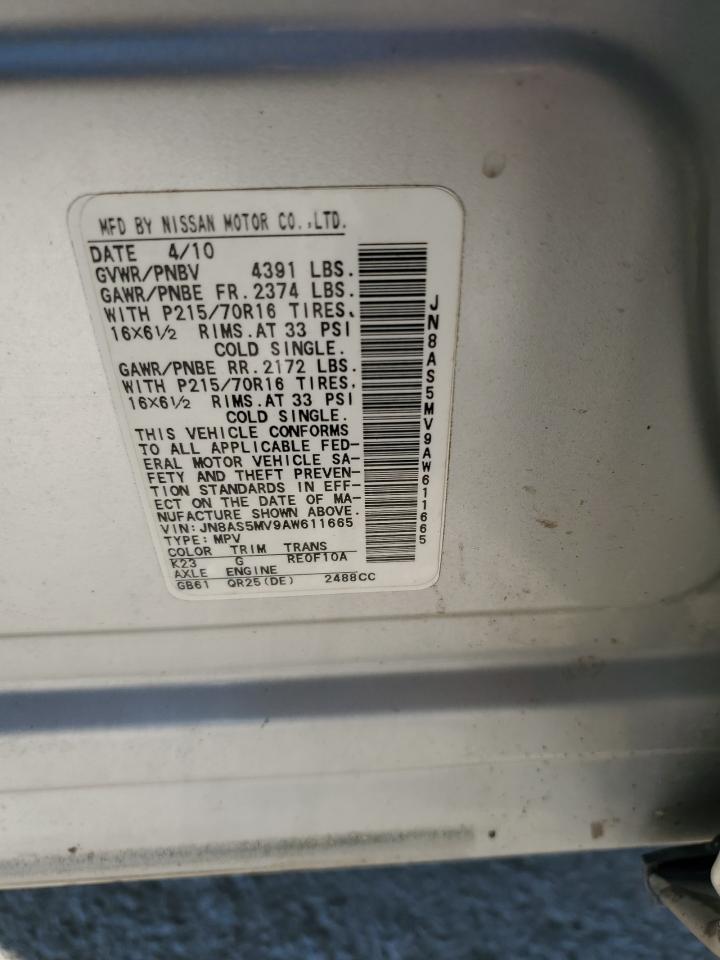 MFD BY NISSAN MOTOR CO.,LTD.
DATE 4/10
GVWR/PNBV 4391 LBS.
GAWR/PNBE FR. 2374 LBS.
WITH P215/70R16 TIRES,
16X6½ RIMS. AT 33 PSI
COLD SINGLE.
GAWR/PNBE RR. 2172 LBS.
WITH P215/70R16 TIRES,
16X6½ RIMS. AT 33 PSI
COLD SINGLE.
THIS VEHICLE CONFORMS
TO ALL APPLICABLE FED-
ERAL MOTOR VEHICLE SA-
FETY AND THEFT PREVEN-
TION STANDARDS IN EFF-
ECT ON THE DATE OF MA-
NUFACTURE SHOWN ABOVE.
VIN: JN8AS5MV9AW611665
TYPE: MPV
COLOR TRIM TRANS
K23 G RE0F10A
AXLE ENGINE
GB61 QR25(DE) 2488CC
JN8AS5MV9AW611665